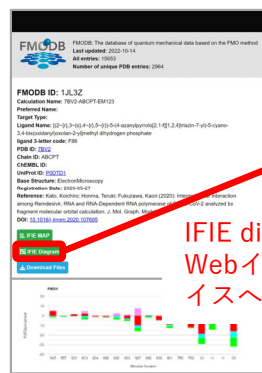 FMODB
FMODB: The database of quantum mechanical data based on the FMO method
Last updated: 2022-10-14
All entries: 15653
Number of unique PDB entries: 2964
FMODB ID: 1JL3Z
Calculation Name: 7BV2-ABCPT-EM123
Preferred Name:
Target Type:
Ligand Name: [(2~{r},3~{s},4~{r},5~{r})-5-(4-azanylpyrrolo[2,1-f][1,2,4]triazin-7-yl)-5-cyano-
3,4-bis(oxidanyl)oxolan-2-yl]methyl dihydrogen phosphate
ligand 3-letter code: F86
PDB ID: 7BV2
Chain ID: ABCPT
ChEMBL ID:
UniProt ID: P0DTD1
Base Structure: ElectronMicroscopy
Registration Date: 2020-05-27
Reference: Kato, Koichiro; Honma, Teruki; Fukuzawa, Kaori (2020): Intermolecular interaction
among Remdesivir, RNA and RNA-Dependent RNA polymerase of SARS-CoV-2 analyzed by
fragment molecular orbital calculation. J. Mol. Graph. Model.
DOI: 10.1016/j.jmgm.2020.107695
IFIE MAP
IFIE Diagram
Download Files
IFIE di
Webイ
イスへ